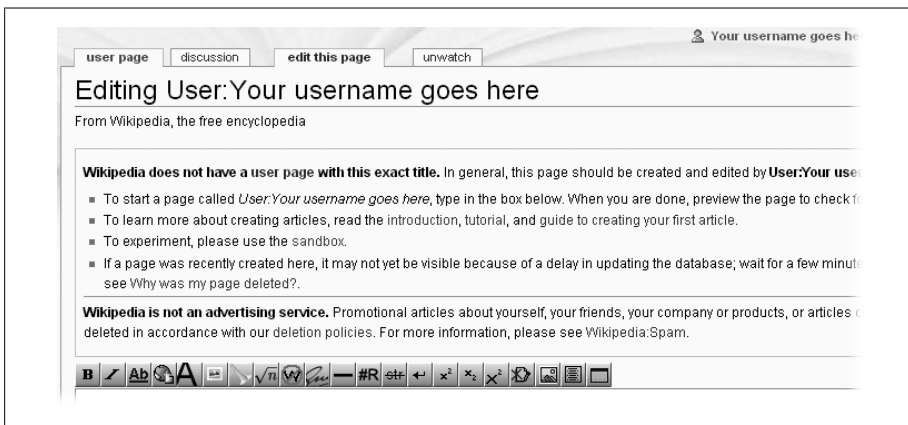 Your username goes he
user page discussion edit this page unwatch
Editing User:Your username goes here
From Wikipedia, the free encyclopedia
Wikipedia does not have a user page with this exact title. In general, this page should be created and edited by User:Your use
To start a page called User:Your username goes here, type in the box below. When you are done, preview the page to check fo
To learn more about creating articles, read the introduction, tutorial, and guide to creating your first article.
To experiment, please use the sandbox.
If a page was recently created here, it may not yet be visible because of a delay in updating the database; wait for a few minute
see Why was my page deleted?.
Wikipedia is not an advertising service. Promotional articles about yourself, your friends, your company or products, or articles
deleted in accordance with our deletion policies. For more information, please see Wikipedia:Spam.
B I Ab A √n W — #R str x² x₂ x²